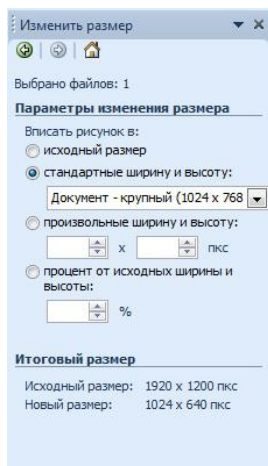 Изменить размер
Выбрано файлов: 1
Параметры изменения размера
Вписать рисунок в:
исходный размер
стандартные ширину и высоту:
Документ - крупный (1024 x 768
произвольные ширину и высоту:
x пкс
процент от исходных ширины и
высоты:
%
Итоговый размер
Исходный размер: 1920 x 1200 пкс
Новый размер: 1024 x 640 пкс